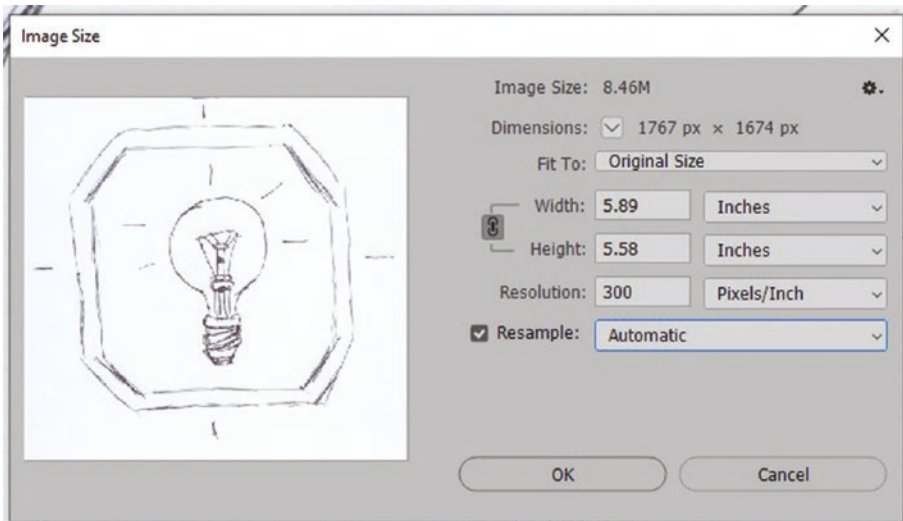 Image Size
Image Size: 8.46M
Dimensions: 1767 px × 1674 px
Fit To: Original Size
Width: 5.89 Inches
Height: 5.58 Inches
Resolution: 300 Pixels/Inch
Resample: Automatic
OK Cancel